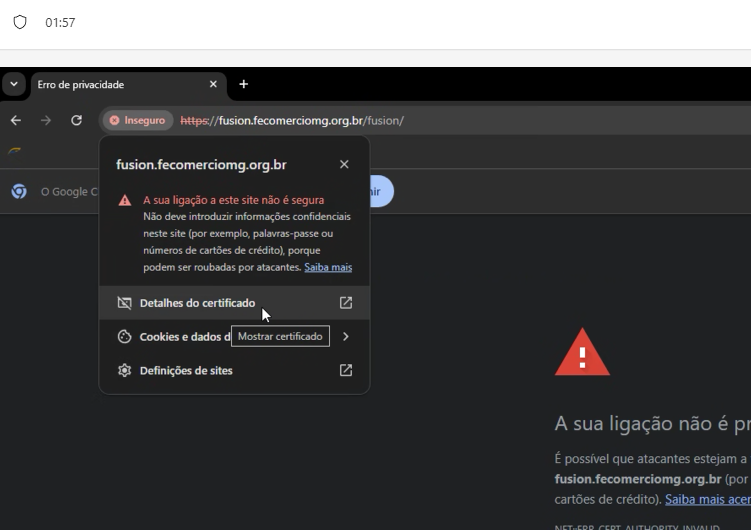 01:57
Erro de privacidade
Inseguro https://fusion.fecomerciomg.org.br/fusion/
fusion.fecomerciomg.org.br
O Google C
A sua ligação a este site não é segura
Não deve introduzir informações confidenciais
neste site (por exemplo, palavras-passe ou
números de cartões de crédito), porque
podem ser roubadas por atacantes. Saiba mais
Detalhes do certificado
Cookies e dados d
Mostrar certificado
Definições de sites
A sua ligação não é pr
É possível que atacantes estejam a
fusion.fecomerciomg.org.br (por
cartões de crédito). Saiba mais acer
NET::ERR_CERT_AUTHORITY_INVALID